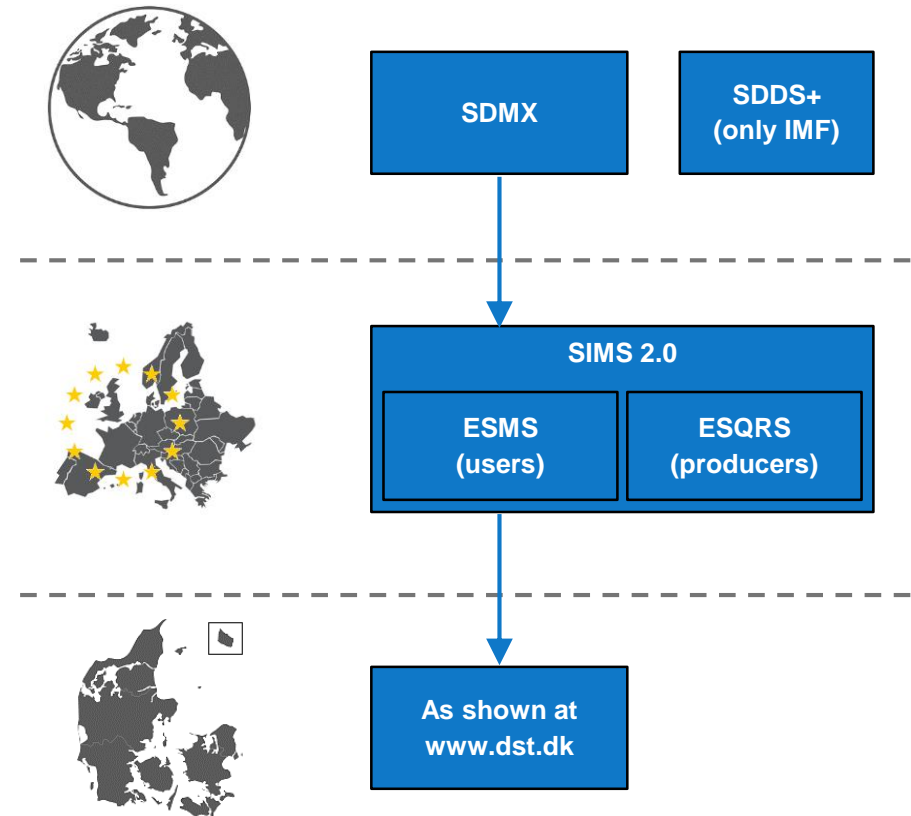 SDMX
SDDS+
(only IMF)
SIMS 2.0
ESMS
(users)
ESQRS
(producers)
As shown at
www.dst.dk